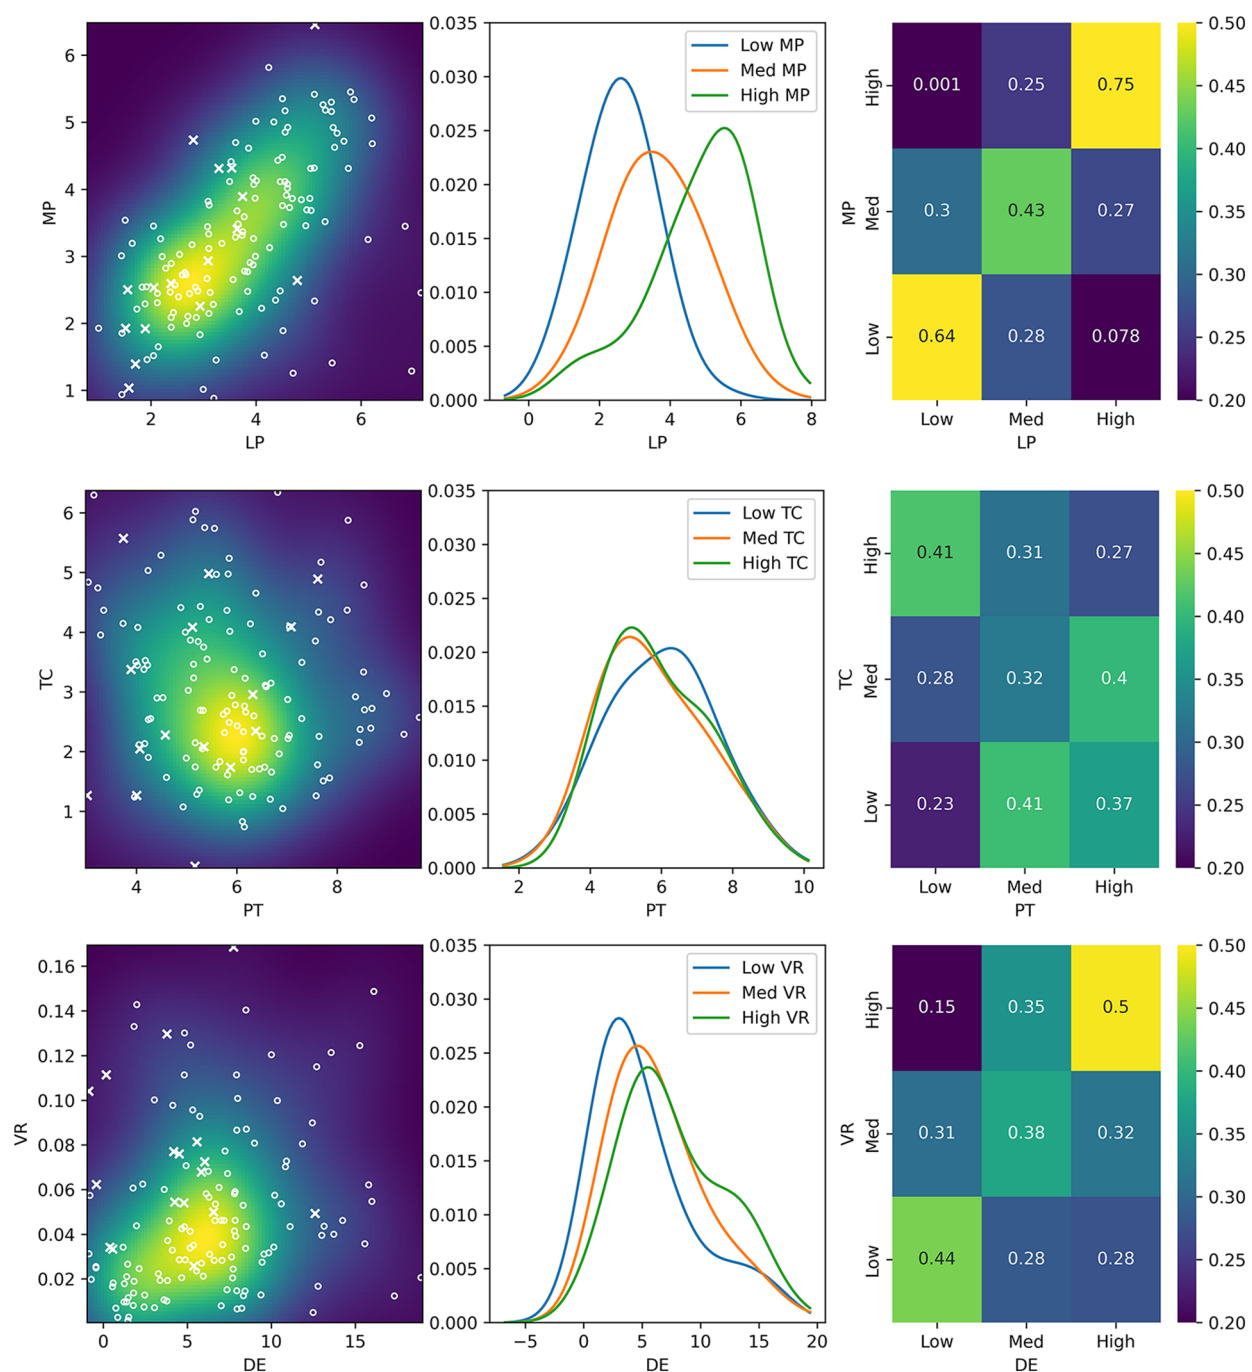 6
5
4
3
2
1
MP
2 4 6
LP
0.035
0.030
0.025
0.020
0.015
0.010
0.005
0.000
Low MP
Med MP
High MP
0 2 4 6 8
LP
High
Med
Low
MP
0.001 0.25 0.75
0.3 0.43 0.27
0.64 0.28 0.078
Low Med High
LP
0.50
0.45
0.40
0.35
0.30
0.25
0.20
6
5
4
3
2
1
TC
4 6 8
PT
0.035
0.030
0.025
0.020
0.015
0.010
0.005
0.000
Low TC
Med TC
High TC
2 4 6 8 10
PT
High
Med
Low
TC
0.41 0.31 0.27
0.28 0.32 0.4
0.23 0.41 0.37
Low Med High
PT
0.50
0.45
0.40
0.35
0.30
0.25
0.20
0.16
0.14
0.12
0.10
0.08
0.06
0.04
0.02
VR
0 5 10 15
DE
0.035
0.030
0.025
0.020
0.015
0.010
0.005
0.000
Low VR
Med VR
High VR
−5 0 5 10 15 20
DE
High
Med
Low
VR
0.15 0.35 0.5
0.31 0.38 0.32
0.44 0.28 0.28
Low Med High
DE
0.50
0.45
0.40
0.35
0.30
0.25
0.20